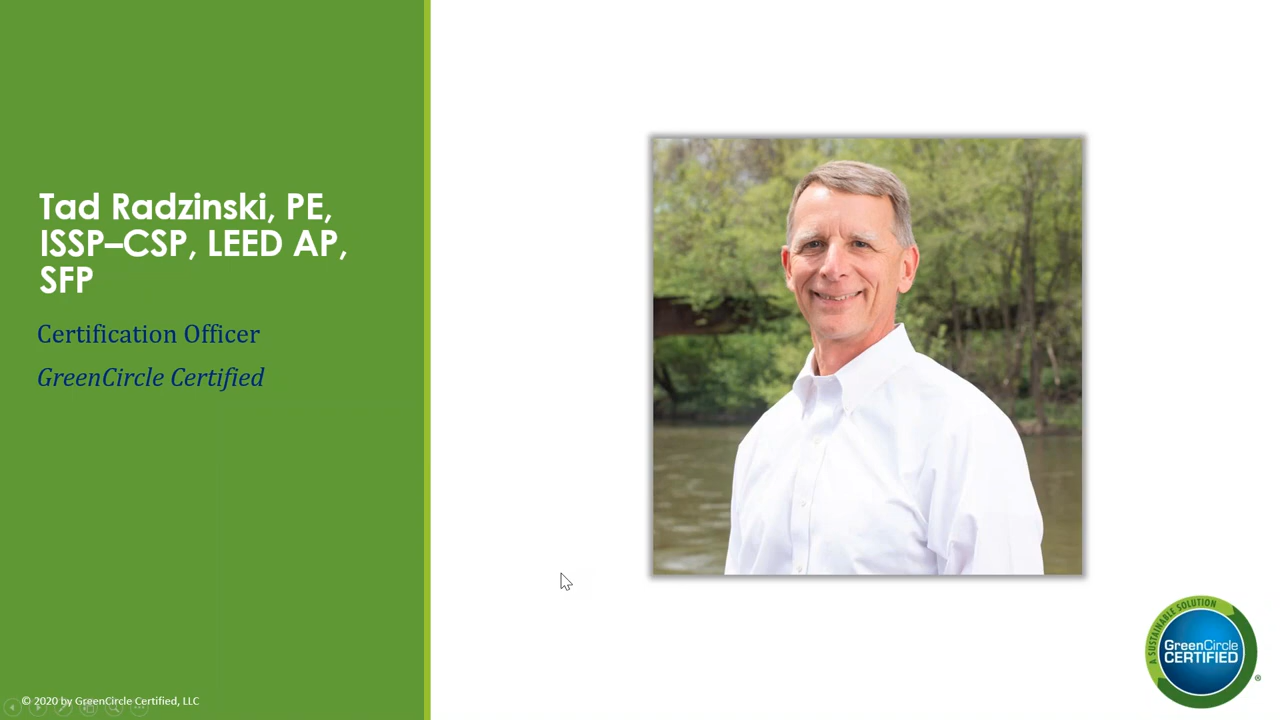 Tad Radzinski, PE,
ISSP–CSP, LEED AP,
SFP
Certification Officer
GreenCircle Certified
A SUSTAINABLE SOLUTION
GreenCircle
CERTIFIED
®
© 2020 by GreenCircle Certified, LLC